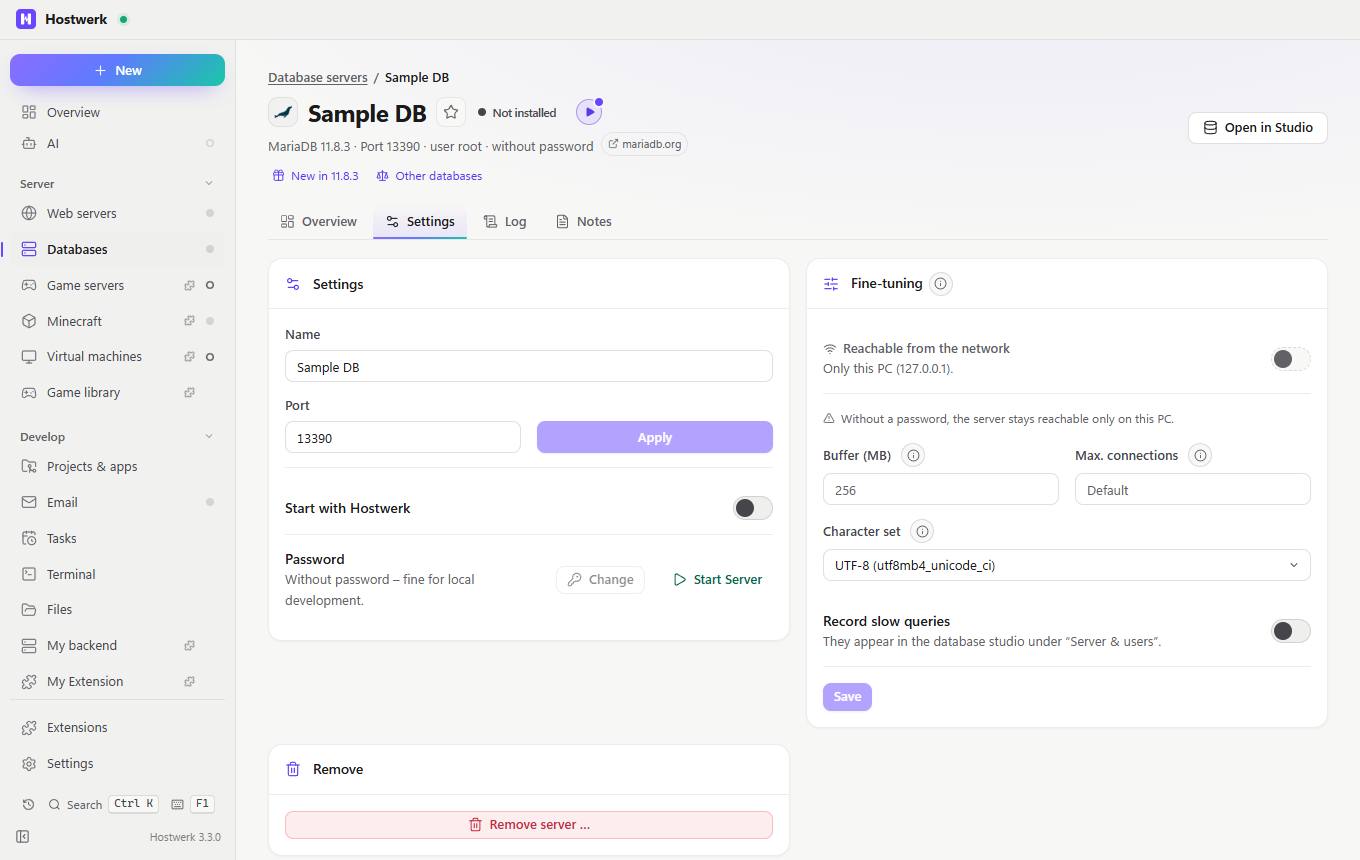 Hostwerk
New
Overview
AI
Server
Web servers
Databases
Game servers
Minecraft
Virtual machines
Game library
Develop
Projects & apps
Email
Tasks
Terminal
Files
My backend
My Extension
Extensions
Settings
Search Ctrl K F1
Hostwerk 3.3.0
Database servers / Sample DB
Sample DB Not installed
MariaDB 11.8.3 · Port 13390 · user root · without password mariadb.org
New in 11.8.3 Other databases
Open in Studio
Overview Settings Log Notes
Settings
Name
Sample DB
Port
13390 Apply
Start with Hostwerk
Password
Without password – fine for local
development.
Change Start Server
Fine-tuning
Reachable from the network
Only this PC (127.0.0.1).
Without a password, the server stays reachable only on this PC.
Buffer (MB) Max. connections
256 Default
Character set
UTF-8 (utf8mb4_unicode_ci)
Record slow queries
They appear in the database studio under “Server & users”.
Save
Remove
Remove server ...